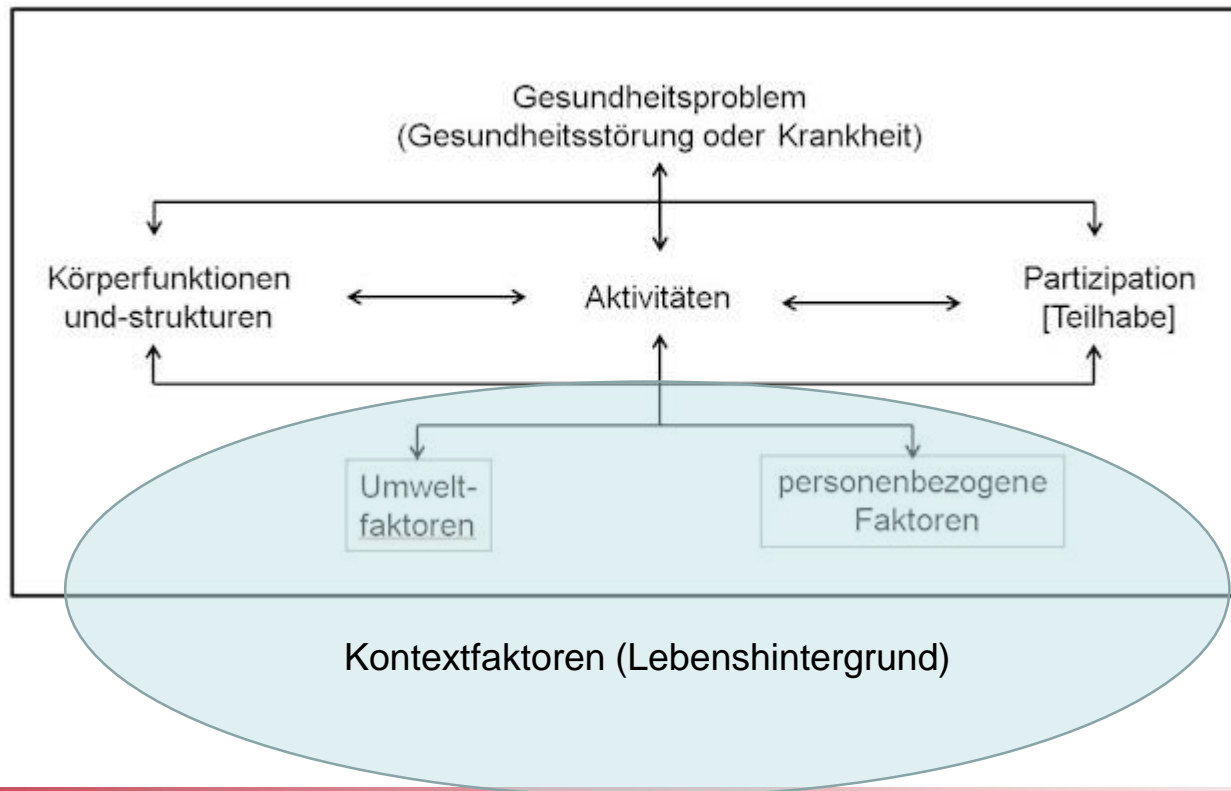 Gesundheitsproblem
(Gesundheitsstörung oder Krankheit)
Körperfunktionen
und-strukturen
Aktivitäten
Partizipation
[Teilhabe]
Umwelt-
faktoren
personenbezogene
Faktoren
Kontextfaktoren (Lebenshintergrund)